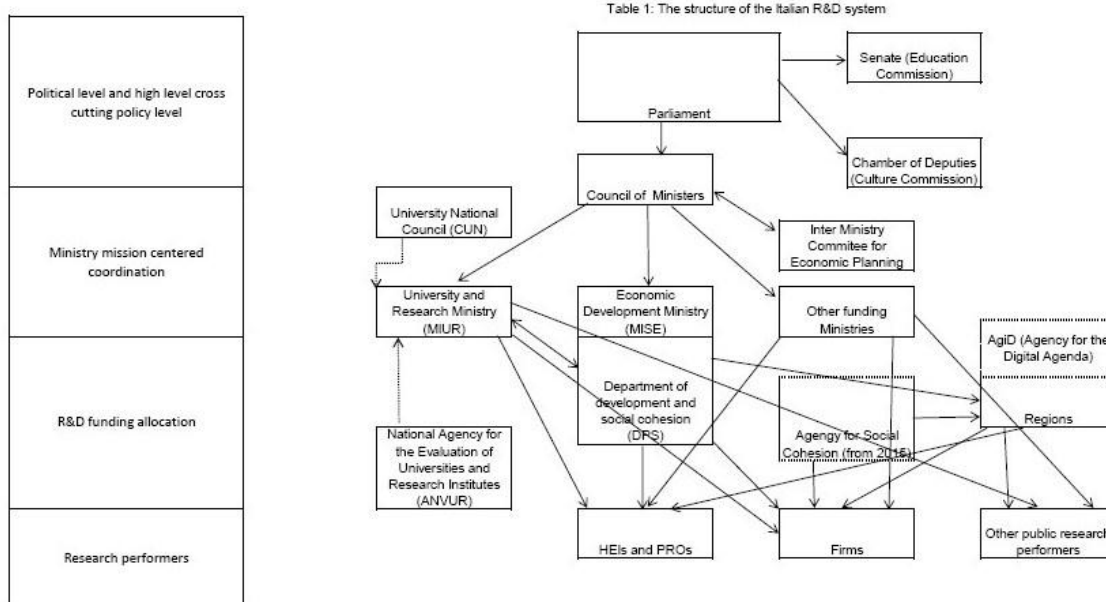 Table 1: The structure of the Italian R&D system
Political level and high level cross
cutting policy level
Ministry mission centered
coordination
R&D funding allocation
Research performers
Parliament
Senate (Education
Commission)
Chamber of Deputies
(Culture Commission)
Council of Ministers
University National
Council (CUN)
Inter Ministry
Commitee for
Economic Planning
University and
Research Ministry
(MIUR)
Economic
Development Ministry
(MISE)
Other funding
Ministries
AgiD (Agency for the
Digital Agenda)
Department of
development and
social cohesion
(DPS)
Agengy for Social
Cohesion (from 2015)
Regions
National Agency for
the Evaluation of
Universities and
Research Institutes
(ANVUR)
HEIs and PROs
Firms
Other public research
performers